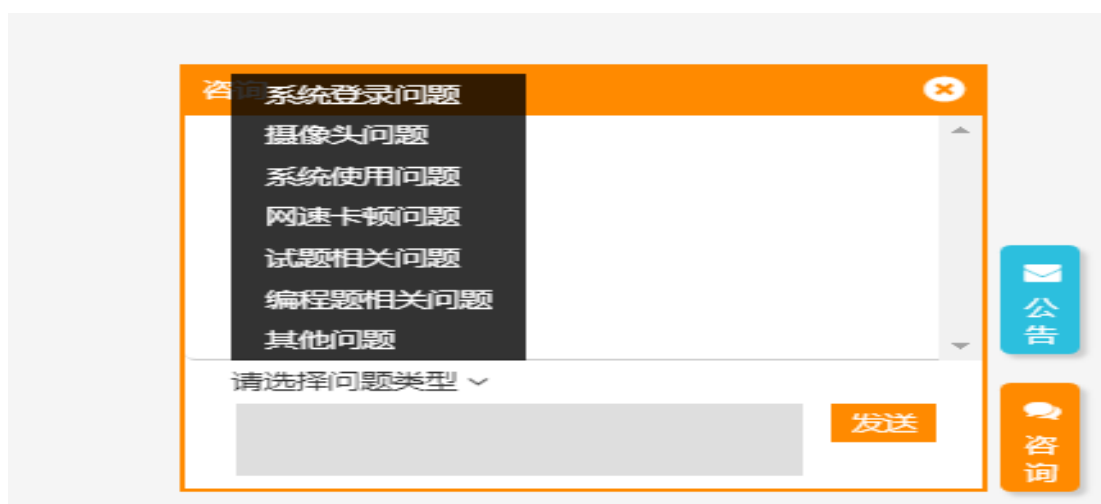 咨询
系统登录问题
摄像头问题
系统使用问题
网速卡顿问题
试题相关问题
编程题相关问题
其他问题
请选择问题类型
发送
公告
咨询